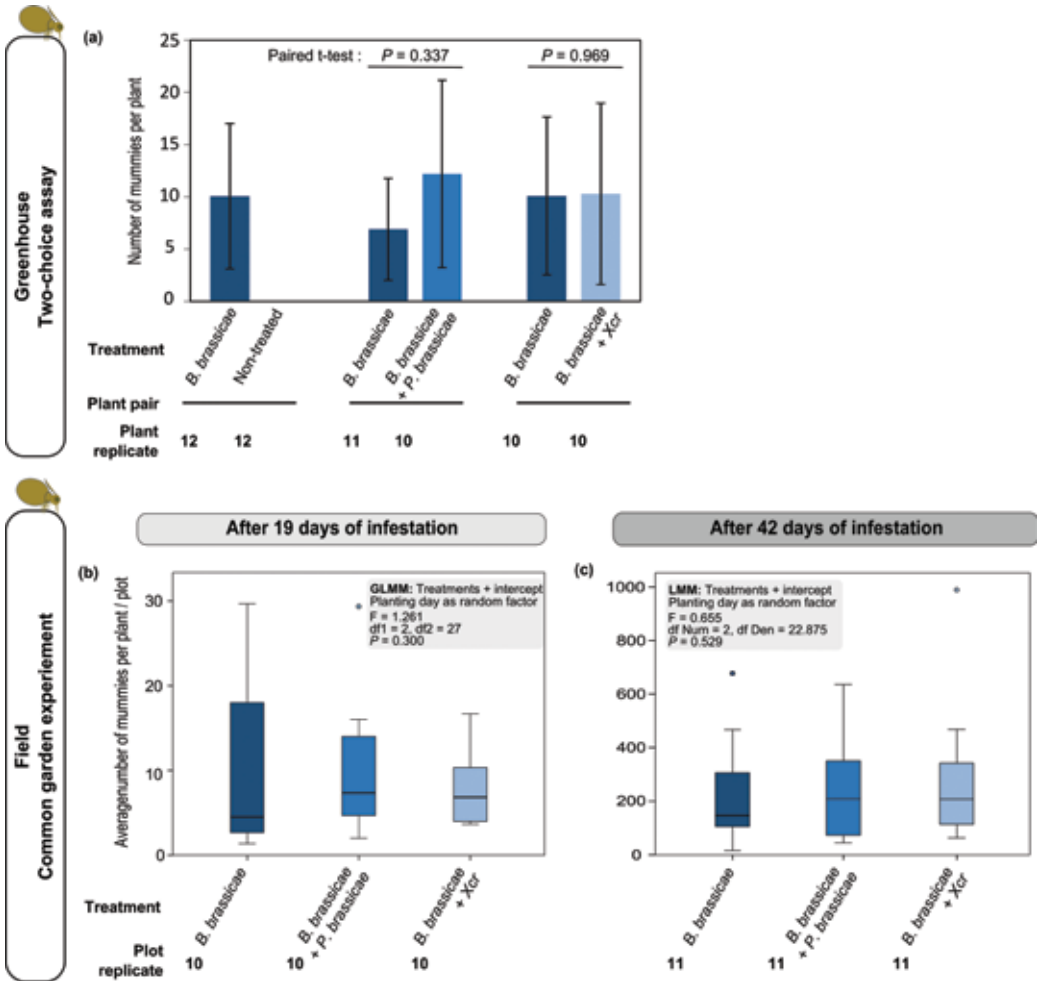 Greenhouse
Two-choice assay
(a)
Paired t-test : P = 0.337 P = 0.969
Number of mummies per plant
25
20
15
10
5
0
Treatment
B. brassicae
Non-treated
B. brassicae
B. brassicae
+ P. brassicae
B. brassicae
B. brassicae
+ Xcr
Plant pair
Plant
replicate
12 12 11 10 10 10
Field
Common garden experiement
After 19 days of infestation
After 42 days of infestation
(b)
GLMM: Treatments + intercept
Planting day as random factor
F = 1.261
df1 = 2, df2 = 27
P = 0.300
Averagenumber of mummies per plant / plot
30
20
10
0
(c)
LMM: Treatments + intercept
Planting day as random factor
F = 0.655
df Num = 2, df Den = 22.875
P = 0.529
1000
800
600
400
200
0
Treatment
B. brassicae
B. brassicae
+ P. brassicae
B. brassicae
+ Xcr
B. brassicae
B. brassicae
+ P. brassicae
B. brassicae
+ Xcr
Plot
replicate
10 10 10 11 11 11